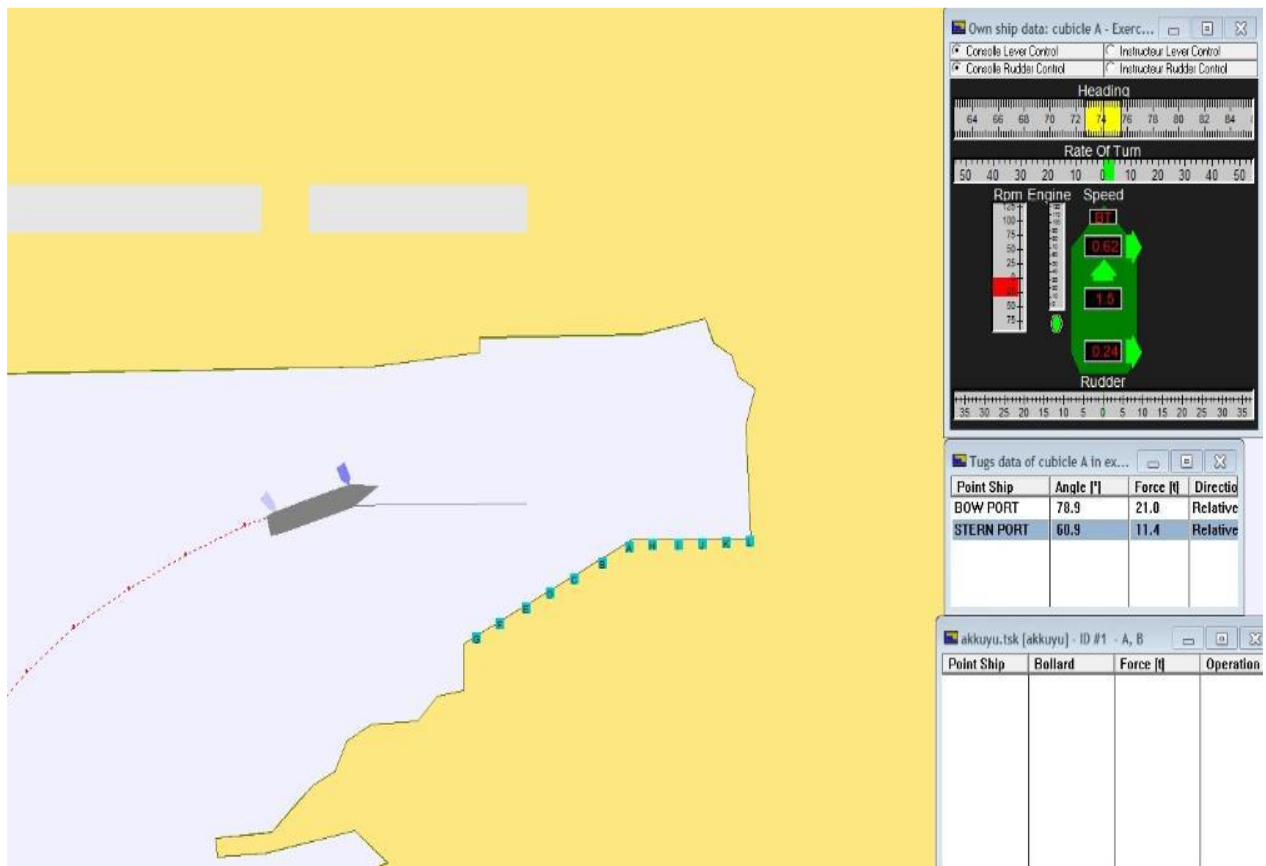 Own ship data: cubicle A - Exerc...
Console Lever Control Instructeur Lever Control
Console Rudder Control Instructeur Rudder Control
Heading
64 66 68 70 72 74 76 78 80 82 84
Rate Of Turn
50 40 30 20 10 0 10 20 30 40 50
Rpm Engine Speed
125
100
75
50
25
0
25
50
75
BT
0.62
1.5
0.24
Rudder
35 30 25 20 15 10 5 0 5 10 15 20 25 30 35
Tugs data of cubicle A in ex...
Point Ship Angle [°] Force [t] Directio
BOW PORT 78.9 21.0 Relative
STERN PORT 60.9 11.4 Relative
akkuyu.tsk [akkuyu] - ID #1 - A, B
Point Ship Bollard Force [t] Operation
A H I J K L
B
C
D
E
F
G